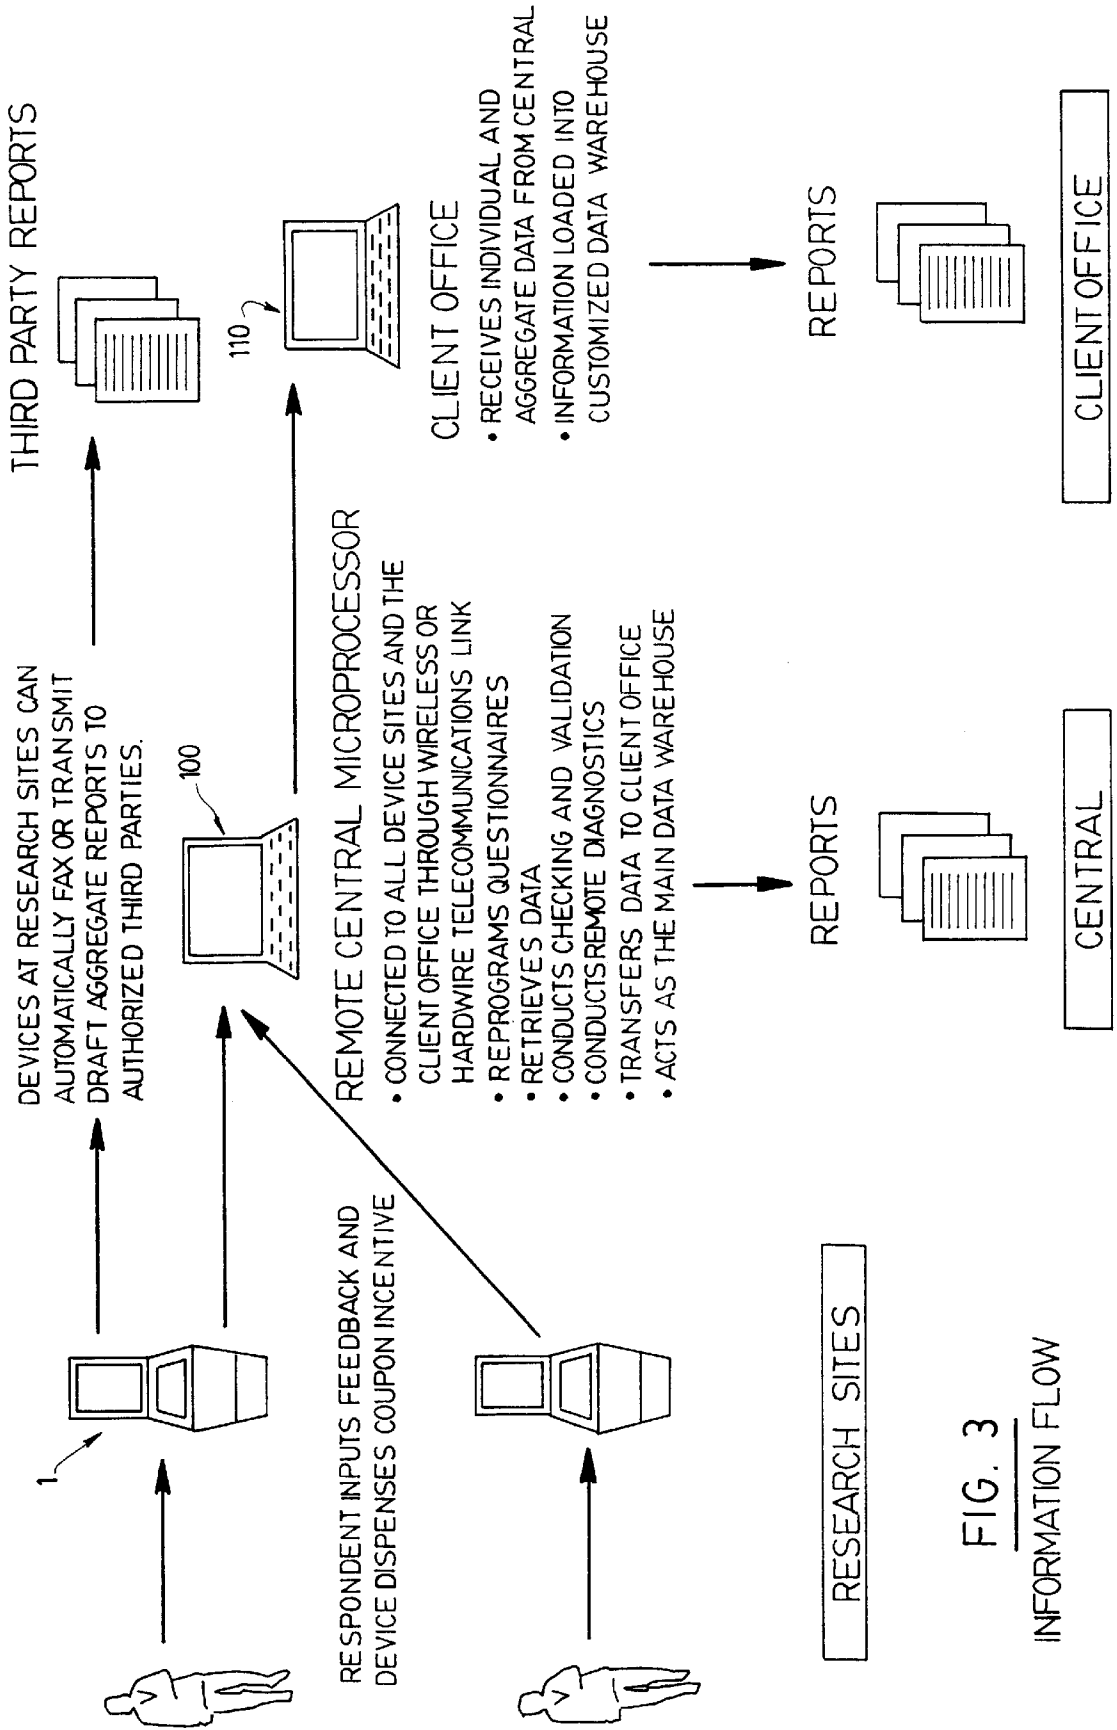 THIRD PARTY REPORTS
DEVICES AT RESEARCH SITES CAN
AUTOMATICALLY FAX OR TRANSMIT
DRAFT AGGREGATE REPORTS TO
AUTHORIZED THIRD PARTIES.
1
100
110
RESPONDENT INPUTS FEEDBACK AND
DEVICE DISPENSES COUPON INCENTIVE
REMOTE CENTRAL MICROPROCESSOR
• CONNECTED TO ALL DEVICE SITES AND THE
CLIENT OFFICE THROUGH WIRELESS OR
HARDWIRE TELECOMMUNICATIONS LINK
• REPROGRAMS QUESTIONNAIRES
• RETRIEVES DATA
• CONDUCTS CHECKING AND VALIDATION
• CONDUCTS REMOTE DIAGNOSTICS
• TRANSFERS DATA TO CLIENT OFFICE
• ACTS AS THE MAIN DATA WAREHOUSE
CLIENT OFFICE
• RECEIVES INDIVIDUAL AND
AGGREGATE DATA FROM CENTRAL
• INFORMATION LOADED INTO
CUSTOMIZED DATA WAREHOUSE
REPORTS
REPORTS
RESEARCH SITES
CENTRAL
CLIENT OFFICE
FIG. 3
INFORMATION FLOW